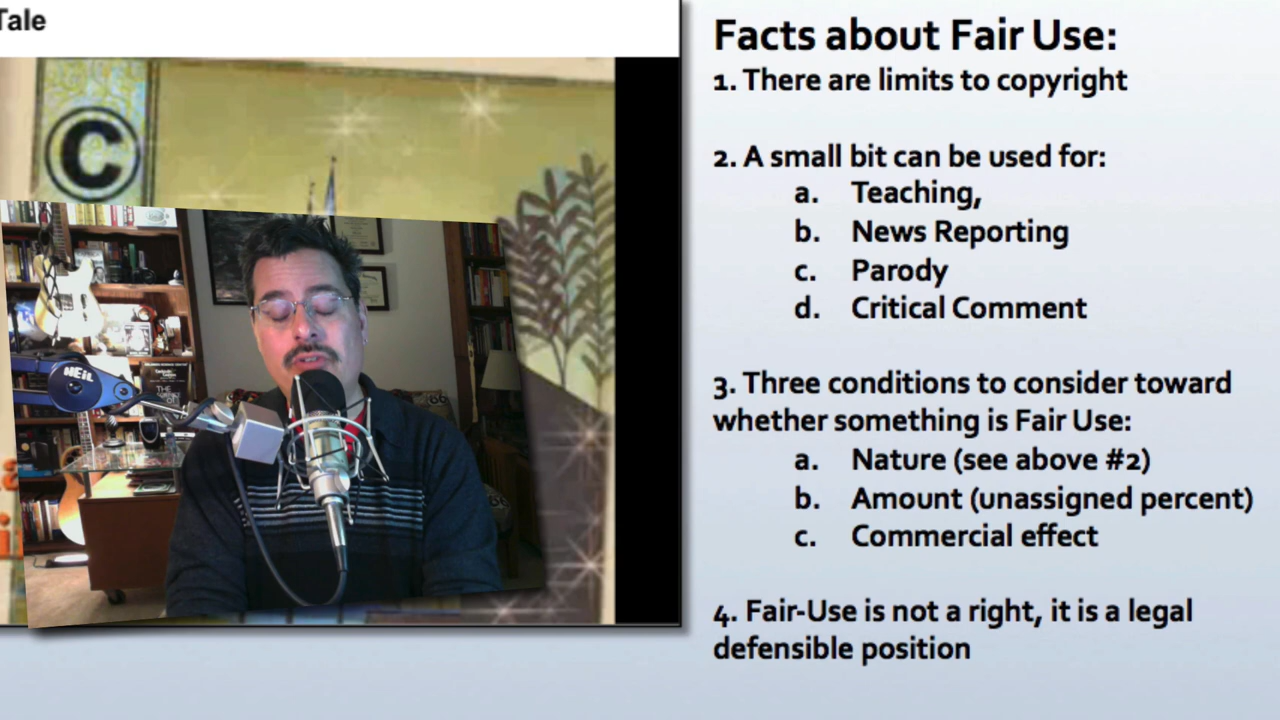 Tale
©
HEiL
Facts about Fair Use:
1. There are limits to copyright
2. A small bit can be used for:
a. Teaching,
b. News Reporting
c. Parody
d. Critical Comment
3. Three conditions to consider toward
whether something is Fair Use:
a. Nature (see above #2)
b. Amount (unassigned percent)
c. Commercial effect
4. Fair-Use is not a right, it is a legal
defensible position